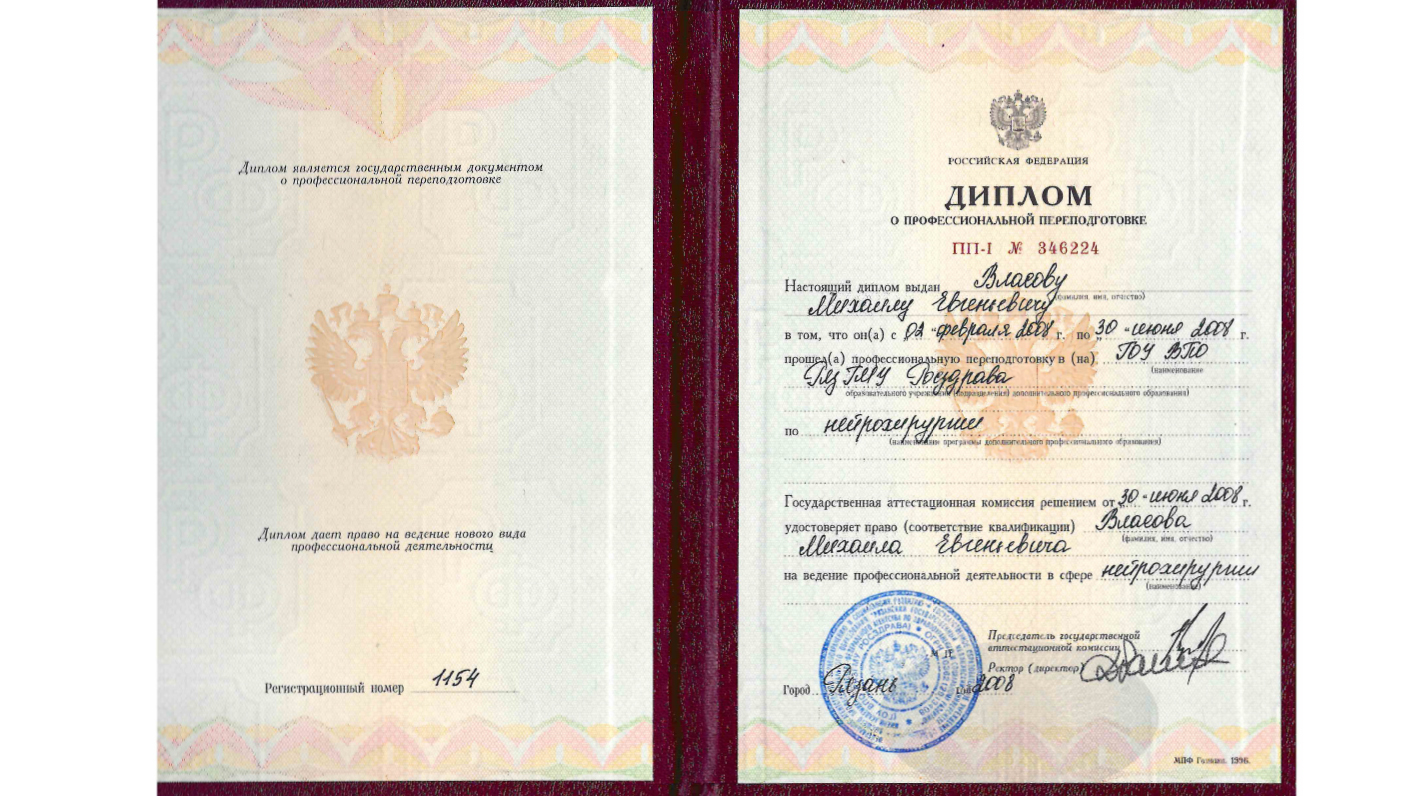 Диплом является государственным документом
о профессиональной переподготовке
Диплом дает право на ведение нового вида
профессиональной деятельности
Регистрационный номер 1154
РОССИЙСКАЯ ФЕДЕРАЦИЯ
ДИПЛОМ
О ПРОФЕССИОНАЛЬНОЙ ПЕРЕПОДГОТОВКЕ
ПП-I № 346224
Настоящий диплом выдан Власову
(фамилия, имя, отчество)
Михаилу Евгеньевичу
в том, что он(а) с „02 “ февраля 2008 г. по „30 “ июня 2008 г.
прошел(а) профессиональную переподготовку в (на) ГОУ ВПО
(наименование
РязГМУ Росздрава
образовательного учреждения (подразделения) дополнительного профессионального образования)
по нейрохирургии
(наименование программы дополнительного профессионального образования)
Государственная аттестационная комиссия решением от „30 “ июня 2008 г.
удостоверяет право (соответствие квалификации) Власова
(фамилия, имя, отчество)
Михаила Евгеньевича
на ведение профессиональной деятельности в сфере нейрохирургии
(наименование)
Председатель государственной
аттестационной комиссии
Ректор (директор)
Город Рязань год 2008
МПФ Гознака. 1996.